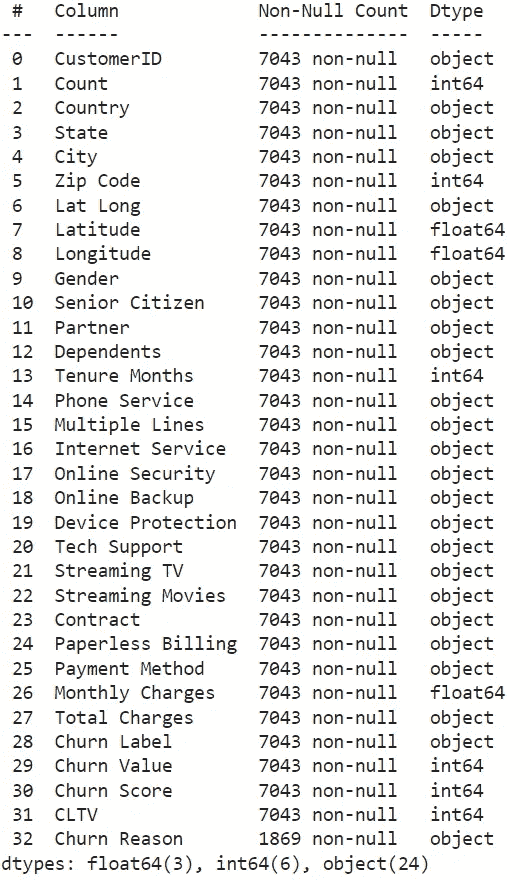 #   Column             Non-Null Count  Dtype
---  ------             --------------  -----
 0   CustomerID         7043 non-null   object
 1   Count              7043 non-null   int64
 2   Country            7043 non-null   object
 3   State              7043 non-null   object
 4   City               7043 non-null   object
 5   Zip Code           7043 non-null   int64
 6   Lat Long           7043 non-null   object
 7   Latitude           7043 non-null   float64
 8   Longitude          7043 non-null   float64
 9   Gender             7043 non-null   object
 10  Senior Citizen     7043 non-null   object
 11  Partner            7043 non-null   object
 12  Dependents         7043 non-null   object
 13  Tenure Months      7043 non-null   int64
 14  Phone Service      7043 non-null   object
 15  Multiple Lines     7043 non-null   object
 16  Internet Service   7043 non-null   object
 17  Online Security    7043 non-null   object
 18  Online Backup      7043 non-null   object
 19  Device Protection  7043 non-null   object
 20  Tech Support       7043 non-null   object
 21  Streaming TV       7043 non-null   object
 22  Streaming Movies   7043 non-null   object
 23  Contract           7043 non-null   object
 24  Paperless Billing  7043 non-null   object
 25  Payment Method     7043 non-null   object
 26  Monthly Charges    7043 non-null   float64
 27  Total Charges      7043 non-null   object
 28  Churn Label        7043 non-null   object
 29  Churn Value        7043 non-null   int64
 30  Churn Score        7043 non-null   int64
 31  CLTV               7043 non-null   int64
 32  Churn Reason       1869 non-null   object
dtypes: float64(3), int64(6), object(24)